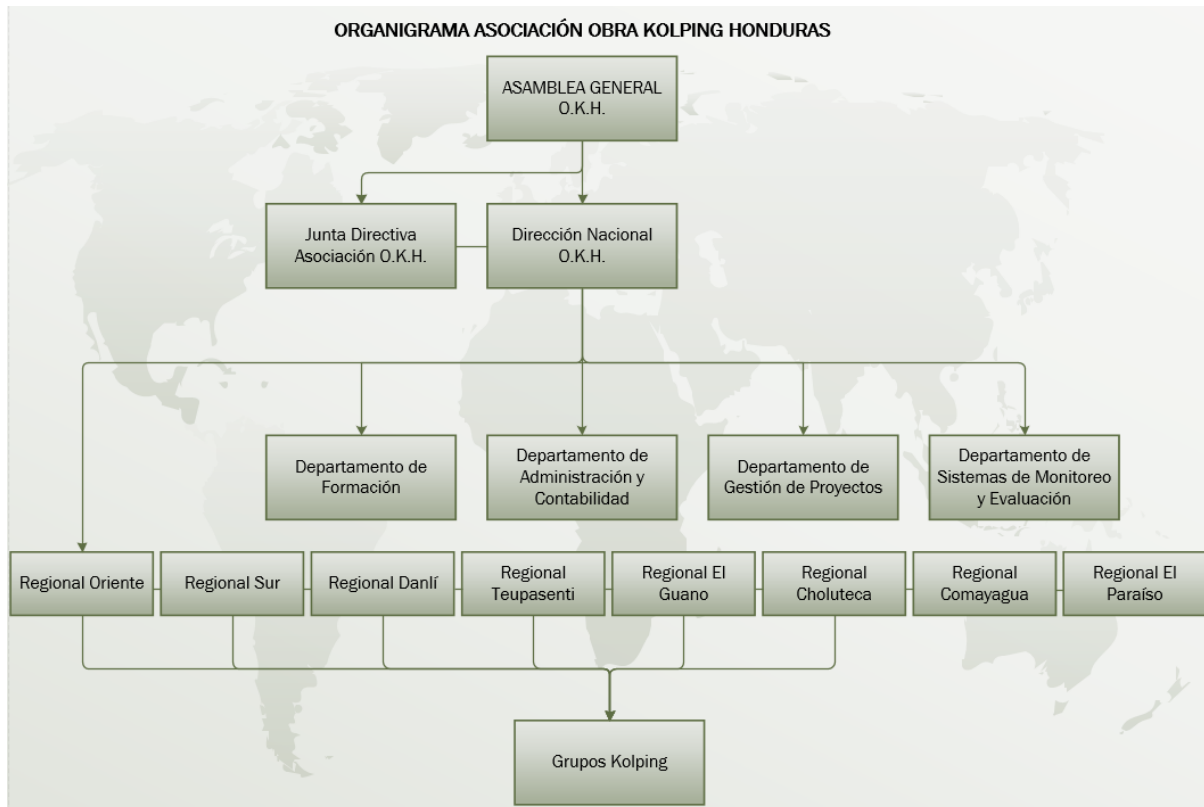 ORGANIGRAMA ASOCIACIÓN OBRA KOLPING HONDURAS
ASAMBLEA GENERAL
O.K.H.
Junta Directiva
Asociación O.K.H.
Dirección Nacional
O.K.H.
Departamento de
Formación
Departamento de
Administración y
Contabilidad
Departamento de
Gestión de Proyectos
Departamento de
Sistemas de Monitoreo
y Evaluación
Regional Oriente
Regional Sur
Regional Danlí
Regional
Teupasenti
Regional El
Guano
Regional
Choluteca
Regional
Comayagua
Regional El
Paraíso
Grupos Kolping